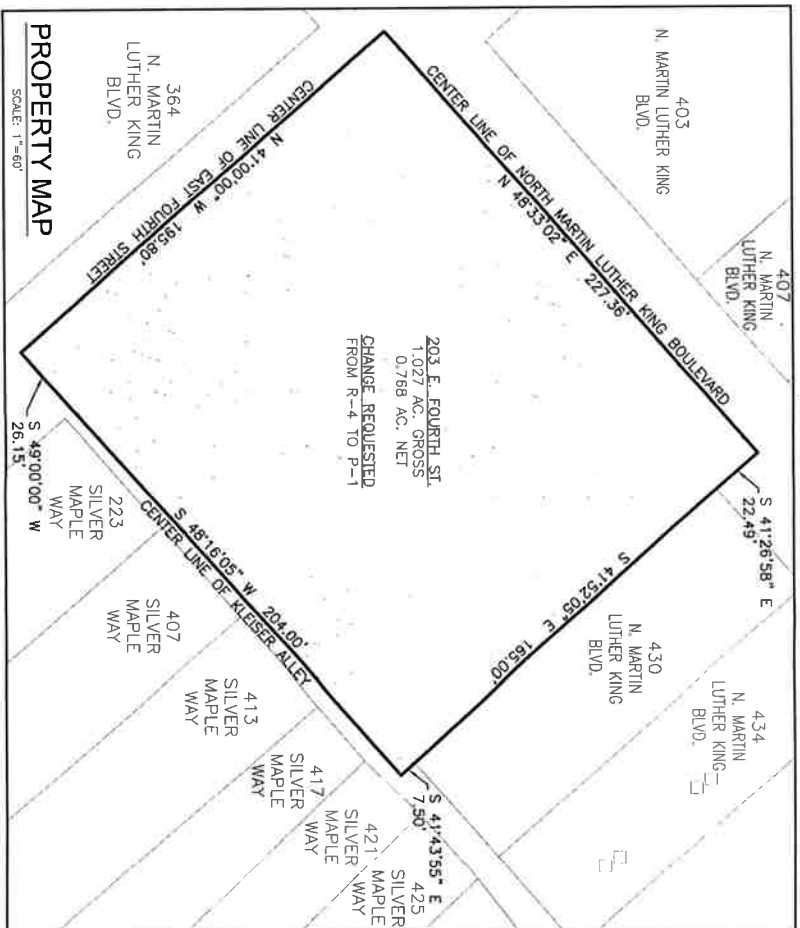 403
N. MARTIN LUTHER KING
BLVD.
407
N. MARTIN
LUTHER KING
BLVD.
CENTER LINE OF NORTH MARTIN LUTHER KING BOULEVARD
N 48°33'02" E 227.36'
S 41°26'58" E
22.49'
434
N. MARTIN
LUTHER KING
BLVD.
430
N. MARTIN
LUTHER KING
BLVD.
S 41°52'05" E 165.00'
203 E. FOURTH ST.
1.027 AC. GROSS
0.768 AC. NET
CHANGE REQUESTED
FROM R-4 TO P-1
364
N. MARTIN
LUTHER KING
BLVD.
N 41°00'00" W 195.80'
CENTER LINE OF EAST FOURTH STREET
S 49°00'00" W
26.15'
S 48°16'05" W 204.00'
CENTER LINE OF KLEISER ALLEY
S 41°43'55" E
7.50'
223
SILVER
MAPLE
WAY
407
SILVER
MAPLE
WAY
413
SILVER
MAPLE
WAY
417
SILVER
MAPLE
WAY
421
SILVER
MAPLE
WAY
425
SILVER
MAPLE
WAY
PROPERTY MAP
SCALE: 1"=60'